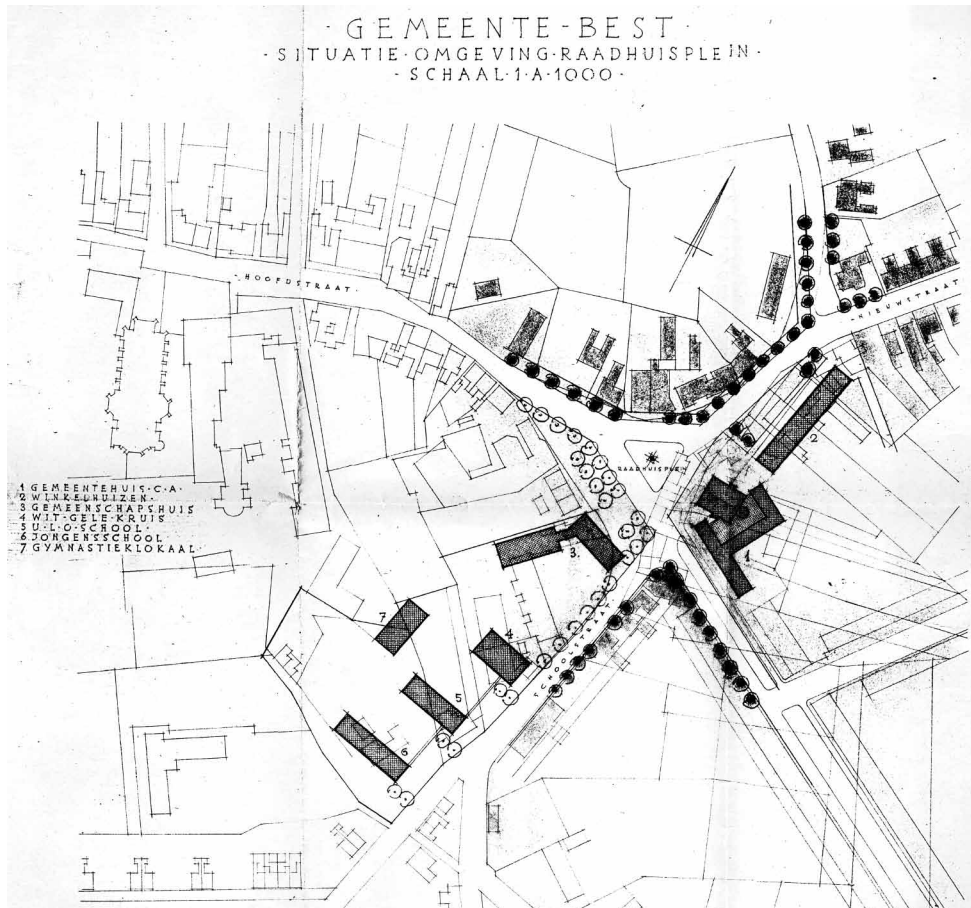 · GEMEENTE-BEST ·
· SITUATIE·OMGEVING·RAADHUISPLEIN ·
· SCHAAL·1·A·1000 ·
· HOOFDSTRAAT ·
· NIEUWSTRAAT ·
RAADHUISPLEIN
SCHOOLSTRAAT
1 GEMEENTEHUIS·C·A·
2 WINKELHUIZEN·
3 GEMEENSCHAPSHUIS
4 WIT·GELE·KRUIS
5 U·L·O·SCHOOL·
6 JONGENSSCHOOL
7 GYMNASTIEKLOKAAL·
2
1
3·
7
4
5
6